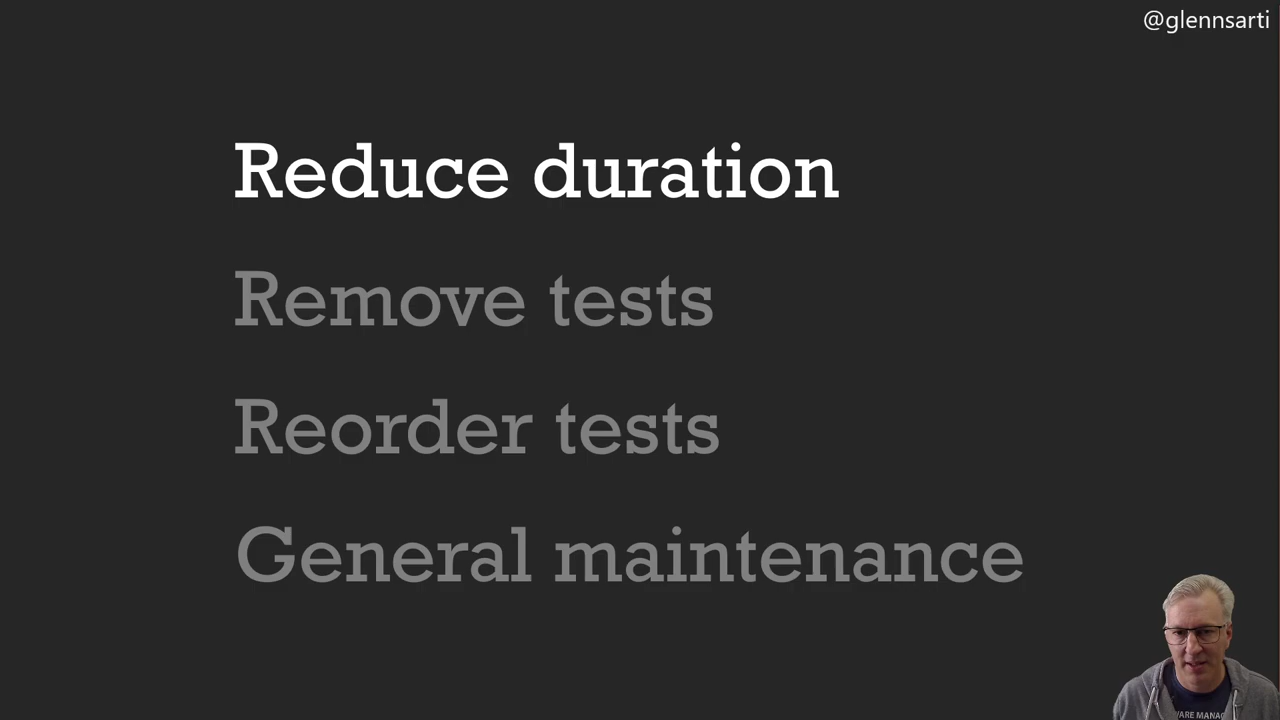 @glennsarti
Reduce duration
Remove tests
Reorder tests
General maintenance